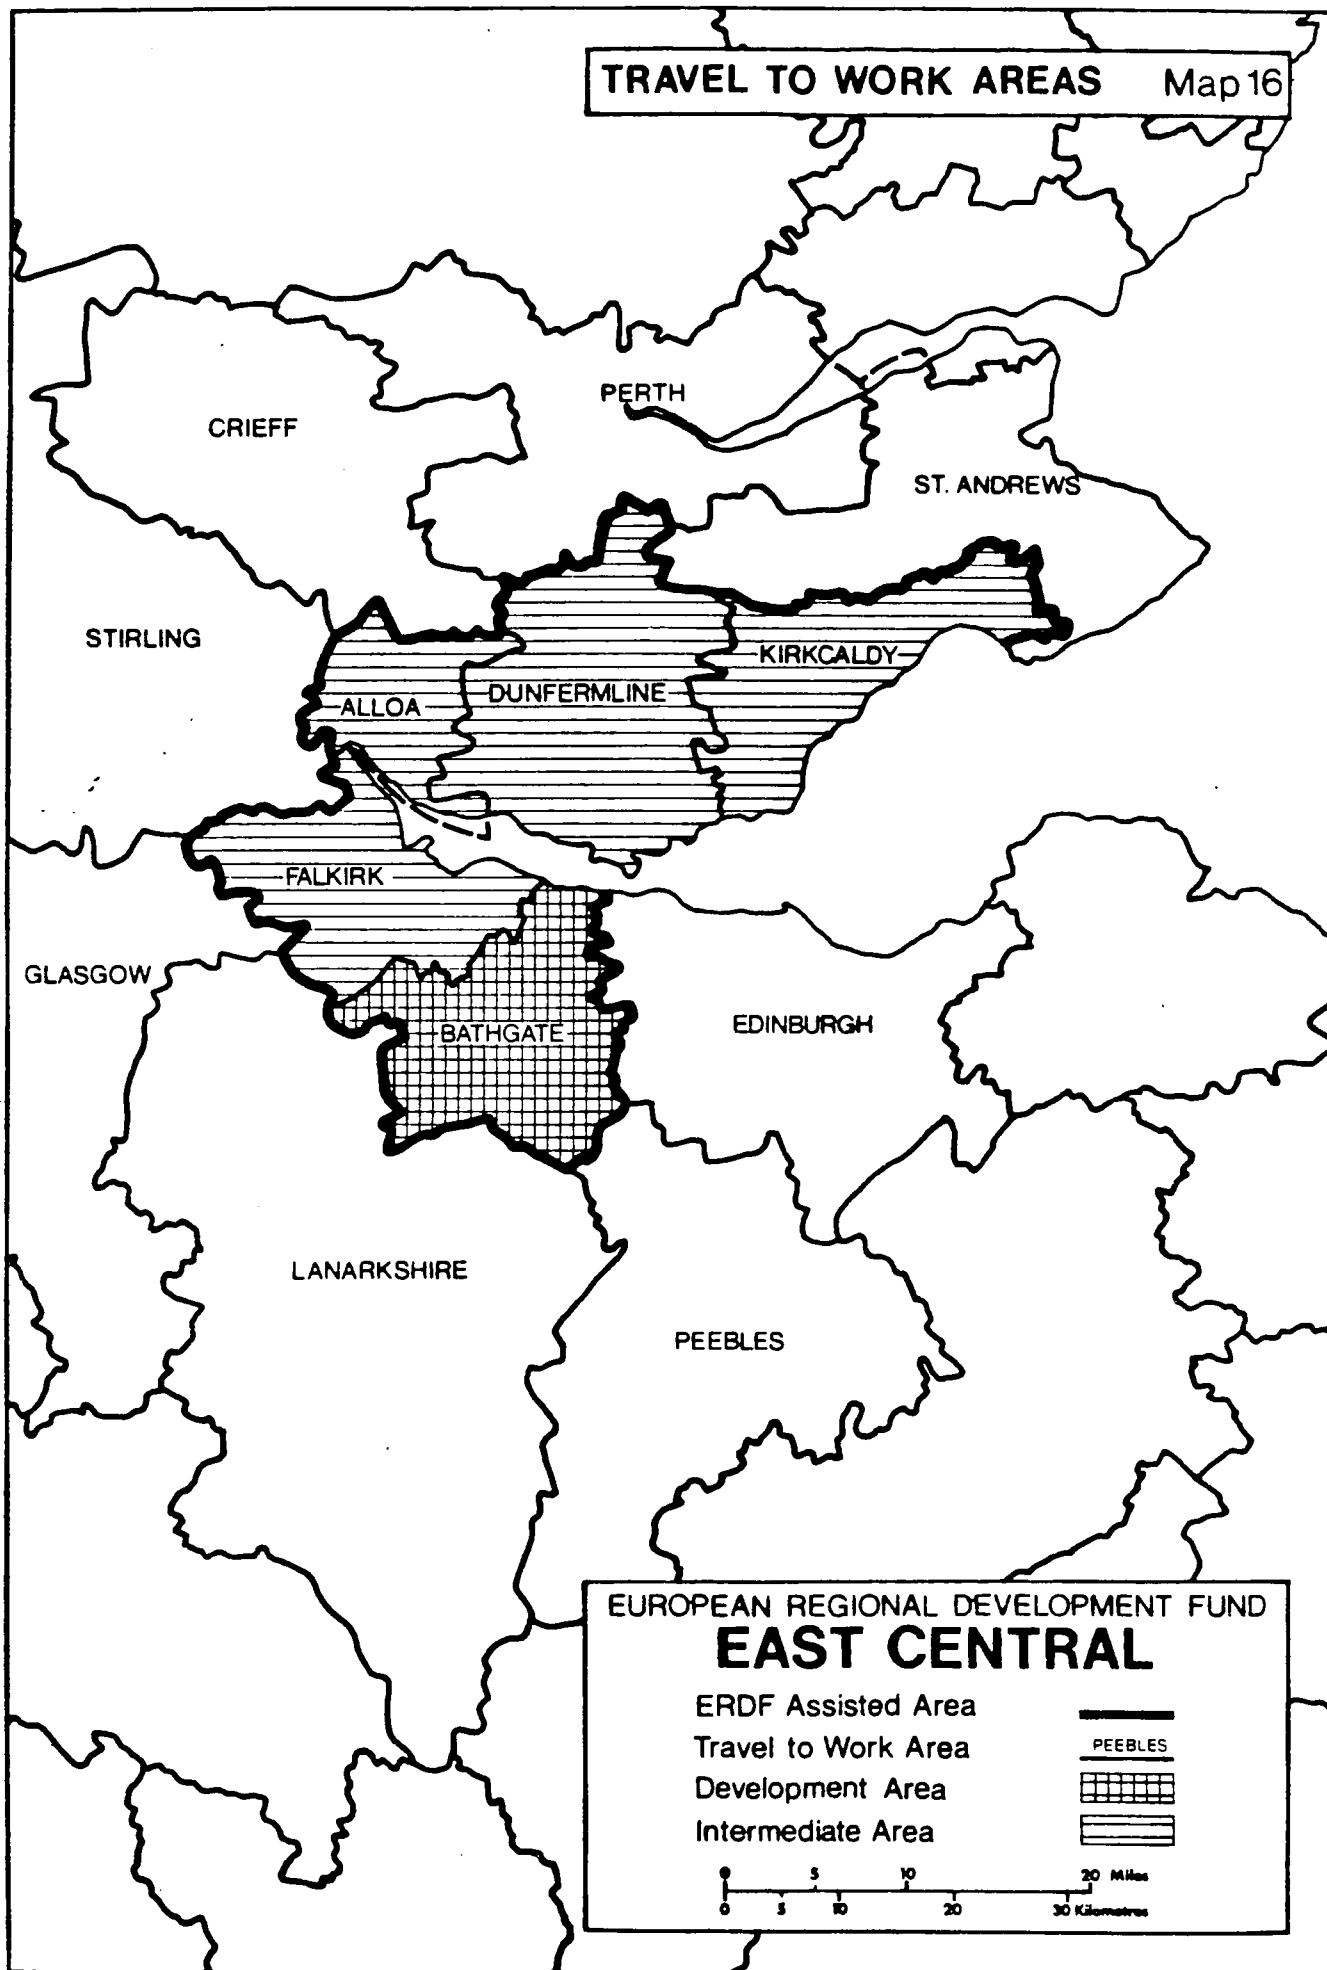 TRAVEL TO WORK AREAS Map 16
PERTH
CRIEFF
ST. ANDREWS
STIRLING
KIRKCALDY
DUNFERMLINE
ALLOA
FALKIRK
GLASGOW
EDINBURGH
BATHGATE
LANARKSHIRE
PEEBLES
EUROPEAN REGIONAL DEVELOPMENT FUND
EAST CENTRAL
ERDF Assisted Area
Travel to Work Area PEEBLES
Development Area
Intermediate Area
0 5 10 20 Miles
0 5 10 20 30 Kilometres